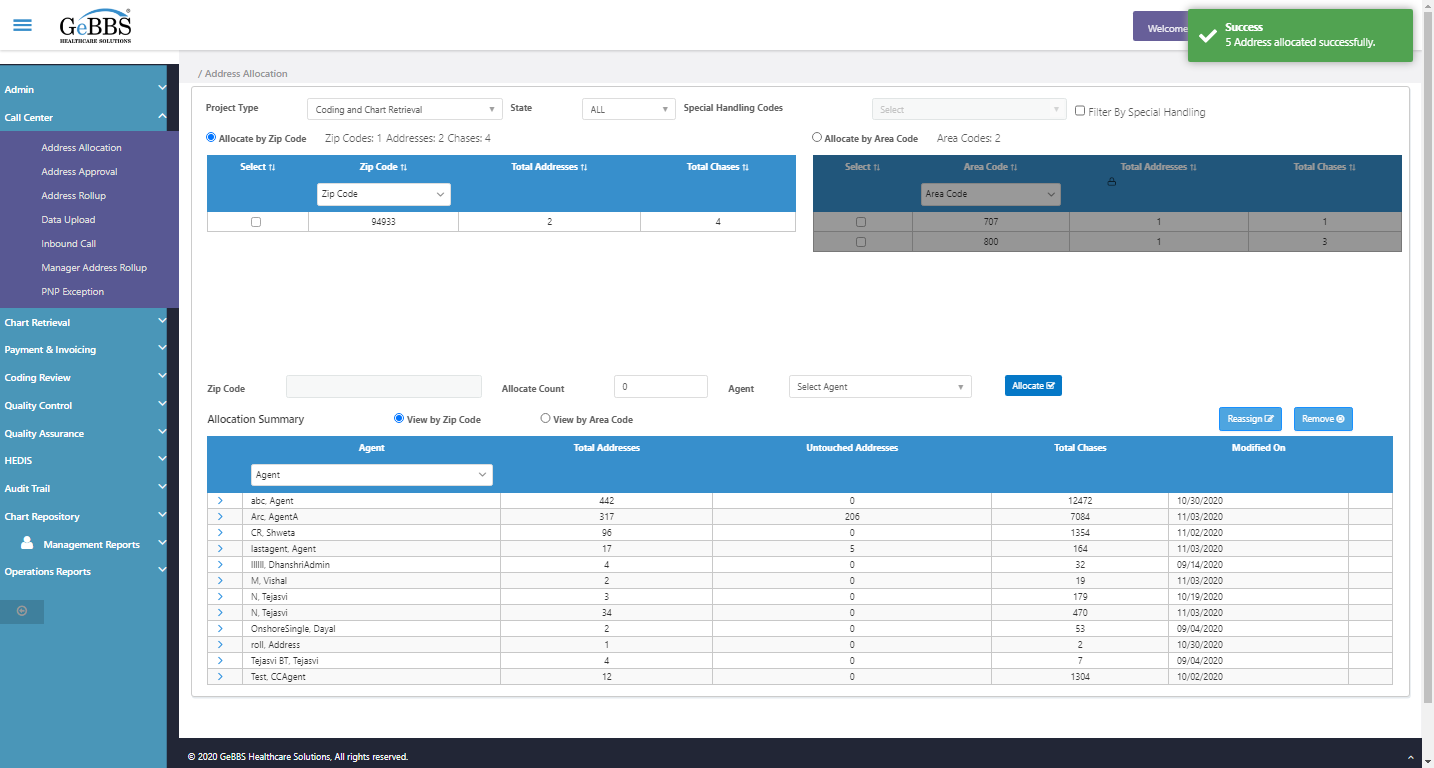 GeBBS
HEALTHCARE SOLUTIONS
Welcome
Success
5 Address allocated successfully.
Admin
Call Center
Address Allocation
Address Approval
Address Rollup
Data Upload
Inbound Call
Manager Address Rollup
PNP Exception
Chart Retrieval
Payment & Invoicing
Coding Review
Quality Control
Quality Assurance
HEDIS
Audit Trail
Chart Repository
Management Reports
Operations Reports
/ Address Allocation
Project Type Coding and Chart Retrieval State ALL Special Handling Codes Select Filter By Special Handling
Allocate by Zip Code Zip Codes: 1 Addresses: 2 Chases: 4
Select Zip Code Total Addresses Total Chases
Zip Code
94933 2 4
Allocate by Area Code Area Codes: 2
Select Area Code Total Addresses Total Chases
Area Code
707 1 1
800 1 3
Zip Code Allocate Count 0 Agent Select Agent Allocate
Allocation Summary View by Zip Code View by Area Code Reassign Remove
Agent Total Addresses Untouched Addresses Total Chases Modified On
Agent
abc, Agent 442 0 12472 10/30/2020
Arc, AgentA 317 206 7084 11/03/2020
CR, Shweta 96 0 1354 11/02/2020
lastagent, Agent 17 5 164 11/03/2020
DhanshriAdmin 4 0 32 09/14/2020
M, Vishal 2 0 19 11/03/2020
N, Tejasvi 3 0 179 10/19/2020
N, Tejasvi 34 0 470 11/03/2020
OnshoreSingle, Dayal 2 0 53 09/04/2020
roll, Address 1 0 2 10/30/2020
Tejasvi BT, Tejasvi 4 0 7 09/04/2020
Test, CCAgent 12 0 1304 10/02/2020
© 2020 GeBBS Healthcare Solutions, All rights reserved.